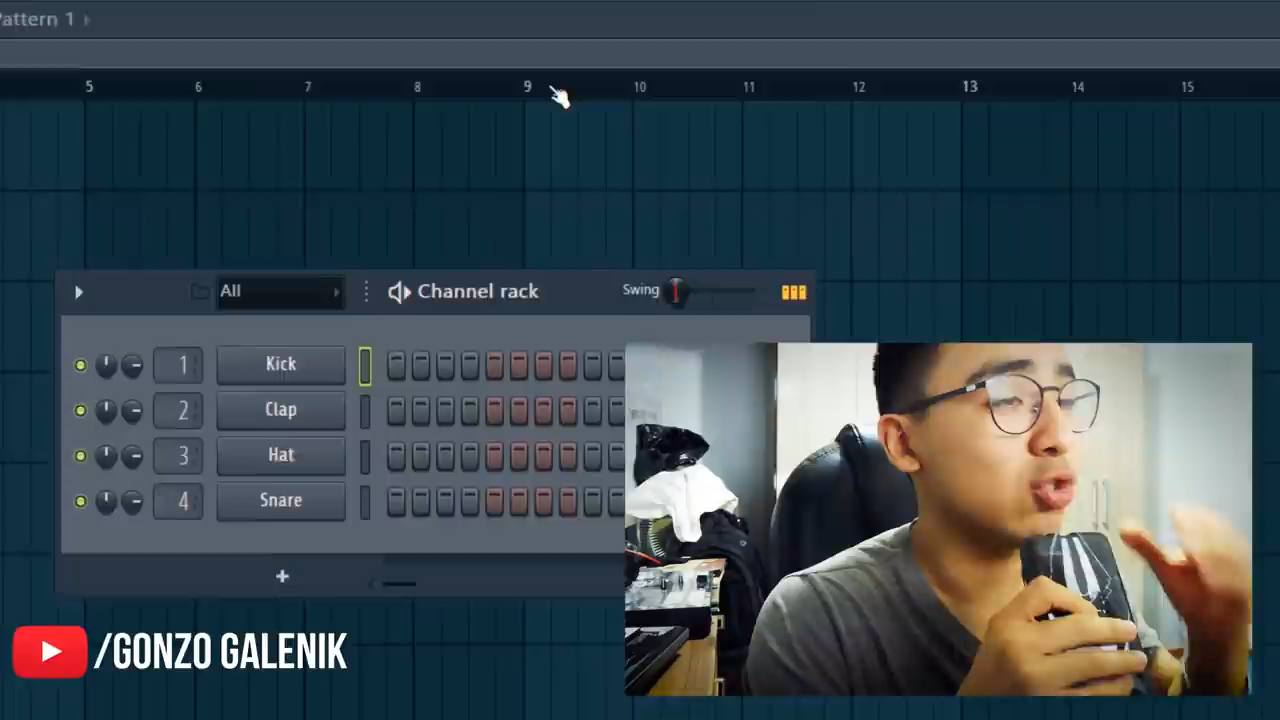 Pattern 1
5 6 7 8 9 10 11 12 13 14 15
All Channel rack Swing
1 Kick
2 Clap
3 Hat
4 Snare
+
/GONZO GALENIK